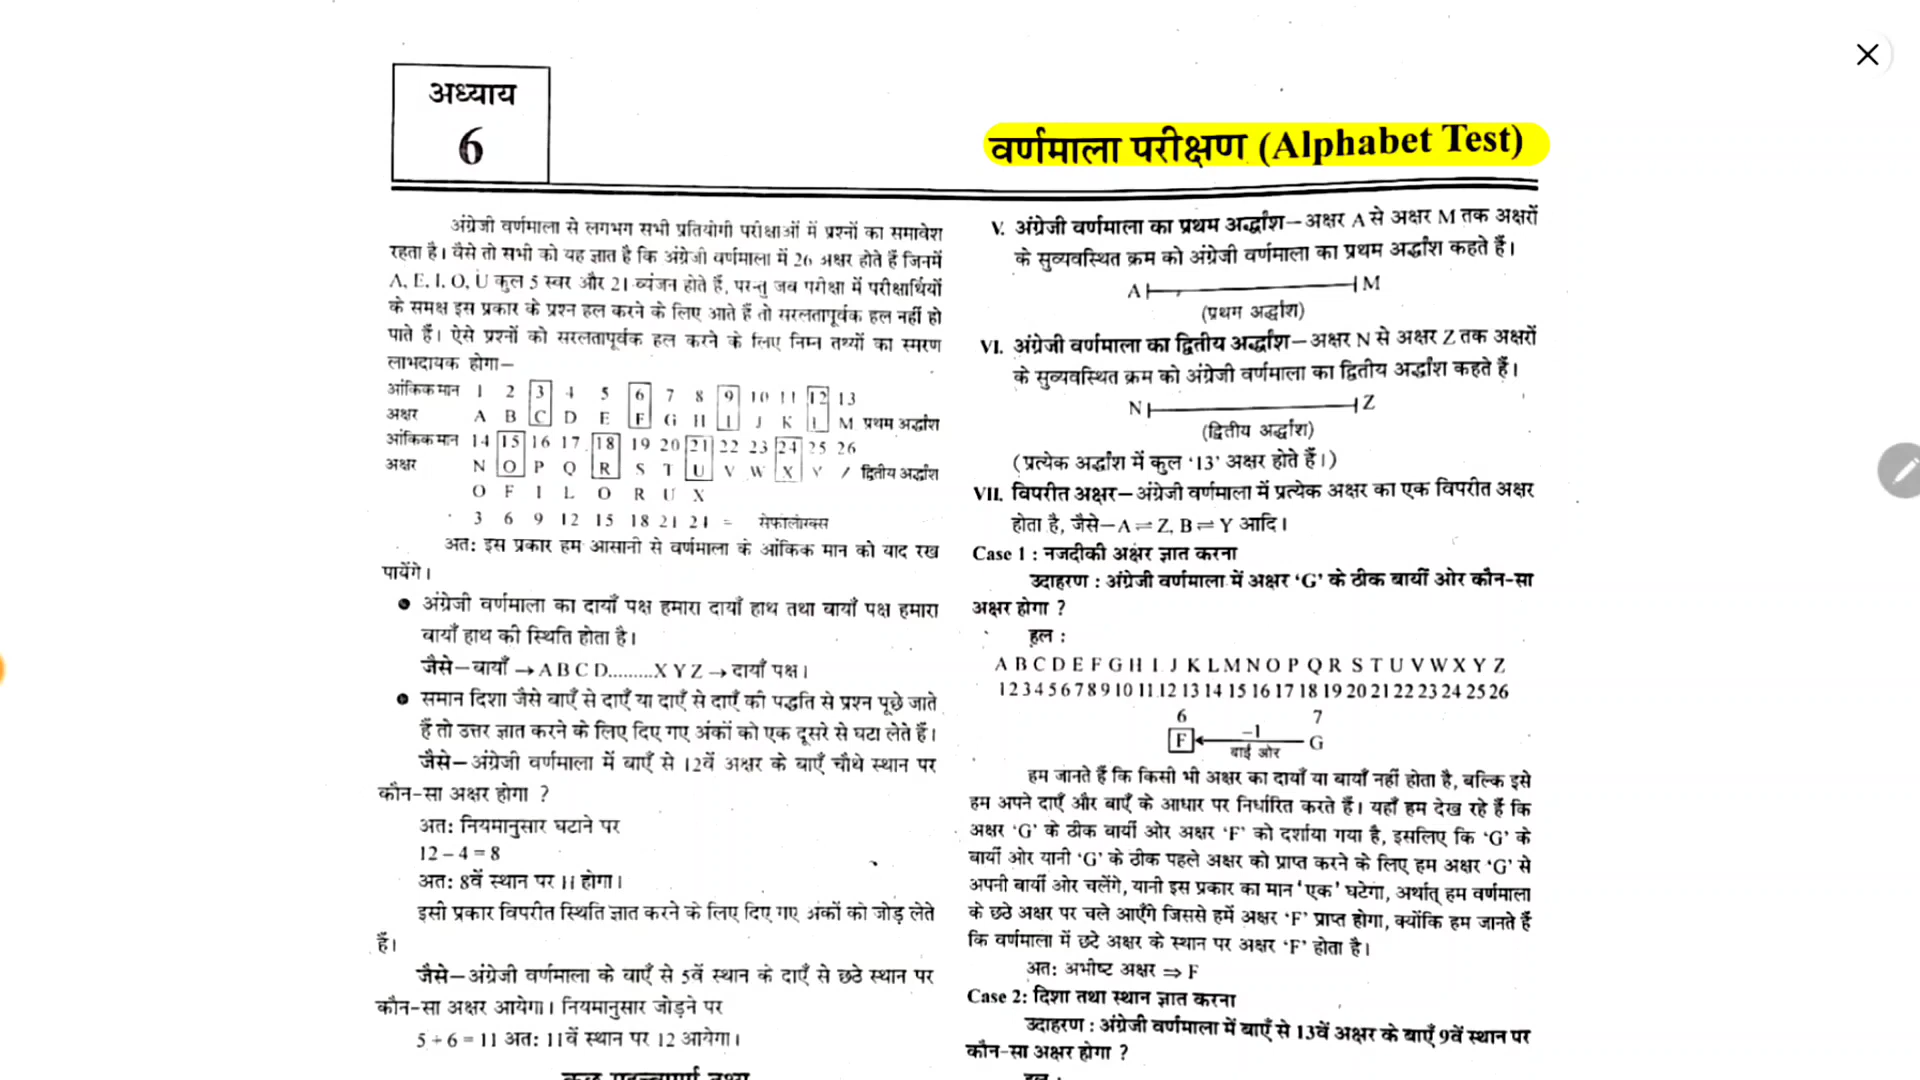 अध्याय
6
वर्णमाला परीक्षण (Alphabet Test)
अंग्रेजी वर्णमाला से लगभग सभी प्रतियोगी परीक्षाओं में प्रश्नों का समावेश
रहता है। वैसे तो सभी को यह ज्ञात है कि अंग्रेजी वर्णमाला में 26 अक्षर होते हैं जिनमें
A, E, I, O, U कुल 5 स्वर और 21 व्यंजन होते हैं, परन्तु जब परीक्षा में परीक्षार्थियों
के समक्ष इस प्रकार के प्रश्न हल करने के लिए आते हैं तो सरलतापूर्वक हल नहीं हो
पाते हैं। ऐसे प्रश्नों को सरलतापूर्वक हल करने के लिए निम्न तथ्यों का स्मरण
लाभदायक होगा–
आंकिक मान 1 2 3 4 5 6 7 8 9 10 11 12 13
अक्षर A B C D E F G H I J K L M प्रथम अर्द्धांश
आंकिक मान 14 15 16 17 18 19 20 21 22 23 24 25 26
अक्षर N O P Q R S T U V W X Y Z द्वितीय अर्द्धांश
O F I L O R U X
3 6 9 12 15 18 21 21 =
अतः इस प्रकार हम आसानी से वर्णमाला के आंकिक मान को याद रख
पायेंगे।
• अंग्रेजी वर्णमाला का दायाँ पक्ष हमारा दायाँ हाथ तथा बायाँ पक्ष हमारा
बायाँ हाथ की स्थिति होता है।
जैसे–बायाँ → A B C D.........X Y Z → दायाँ पक्ष।
• समान दिशा जैसे बाएँ से दाएँ या दाएँ से दाएँ की पद्धति से प्रश्न पूछे जाते
हैं तो उत्तर ज्ञात करने के लिए दिए गए अंकों को एक दूसरे से घटा लेते हैं।
जैसे–अंग्रेजी वर्णमाला में बाएँ से 12वें अक्षर के बाएँ चौथे स्थान पर
कौन-सा अक्षर होगा ?
अतः नियमानुसार घटाने पर
12 – 4 = 8
अतः 8वें स्थान पर H होगा।
इसी प्रकार विपरीत स्थिति ज्ञात करने के लिए दिए गए अंकों को जोड़ लेते
हैं।
जैसे–अंग्रेजी वर्णमाला के बाएँ से 5वें स्थान के दाएँ से छठे स्थान पर
कौन-सा अक्षर आयेगा। नियमानुसार जोड़ने पर
5 + 6 = 11 अतः 11वें स्थान पर 12 आयेगा।
V. अंग्रेजी वर्णमाला का प्रथम अर्द्धांश–अक्षर A से अक्षर M तक अक्षरों
के सुव्यवस्थित क्रम को अंग्रेजी वर्णमाला का प्रथम अर्द्धांश कहते हैं।
A M
(प्रथम अर्द्धांश)
VI. अंग्रेजी वर्णमाला का द्वितीय अर्द्धांश–अक्षर N से अक्षर Z तक अक्षरों
के सुव्यवस्थित क्रम को अंग्रेजी वर्णमाला का द्वितीय अर्द्धांश कहते हैं।
N Z
(द्वितीय अर्द्धांश)
(प्रत्येक अर्द्धांश में कुल '13' अक्षर होते हैं।)
VII. विपरीत अक्षर–अंग्रेजी वर्णमाला में प्रत्येक अक्षर का एक विपरीत अक्षर
होता है, जैसे–A ⇌ Z, B ⇌ Y आदि।
Case 1 : नजदीकी अक्षर ज्ञात करना
उदाहरण : अंग्रेजी वर्णमाला में अक्षर 'G' के ठीक बायीं ओर कौन-सा
अक्षर होगा ?
हल :
A B C D E F G H I J K L M N O P Q R S T U V W X Y Z
1 2 3 4 5 6 7 8 9 10 11 12 13 14 15 16 17 18 19 20 21 22 23 24 25 26
6 7
F –1 G
बाईं ओर
हम जानते हैं कि किसी भी अक्षर का दायाँ या बायाँ नहीं होता है, बल्कि इसे
हम अपने दाएँ और बाएँ के आधार पर निर्धारित करते हैं। यहाँ हम देख रहे हैं कि
अक्षर 'G' के ठीक बायीं ओर अक्षर 'F' को दर्शाया गया है, इसलिए कि 'G' के
बायीं ओर यानी 'G' के ठीक पहले अक्षर को प्राप्त करने के लिए हम अक्षर 'G' से
अपनी बायीं ओर चलेंगे, यानी इस प्रकार का मान 'एक' घटेगा, अर्थात् हम वर्णमाला
के छठे अक्षर पर चले आएँगे जिससे हमें अक्षर 'F' प्राप्त होगा, क्योंकि हम जानते हैं
कि वर्णमाला में छटे अक्षर के स्थान पर अक्षर 'F' होता है।
अतः अभीष्ट अक्षर ⇒ F
Case 2: दिशा तथा स्थान ज्ञात करना
उदाहरण : अंग्रेजी वर्णमाला में बाएँ से 13वें अक्षर के बाएँ 9वें स्थान पर
कौन-सा अक्षर होगा ?